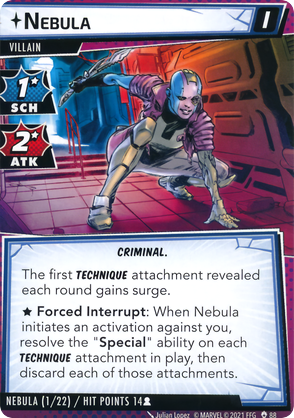 NEBULA
I
VILLAIN
1
SCH
2
ATK
CRIMINAL.
The first TECHNIQUE attachment revealed
each round gains surge.
★ Forced Interrupt: When Nebula
initiates an activation against you,
resolve the "Special" ability on each
TECHNIQUE attachment in play, then
discard each of those attachments.
NEBULA (1/22) / HIT POINTS 14
Julian Lopez © MARVEL © 2021 FFG 88